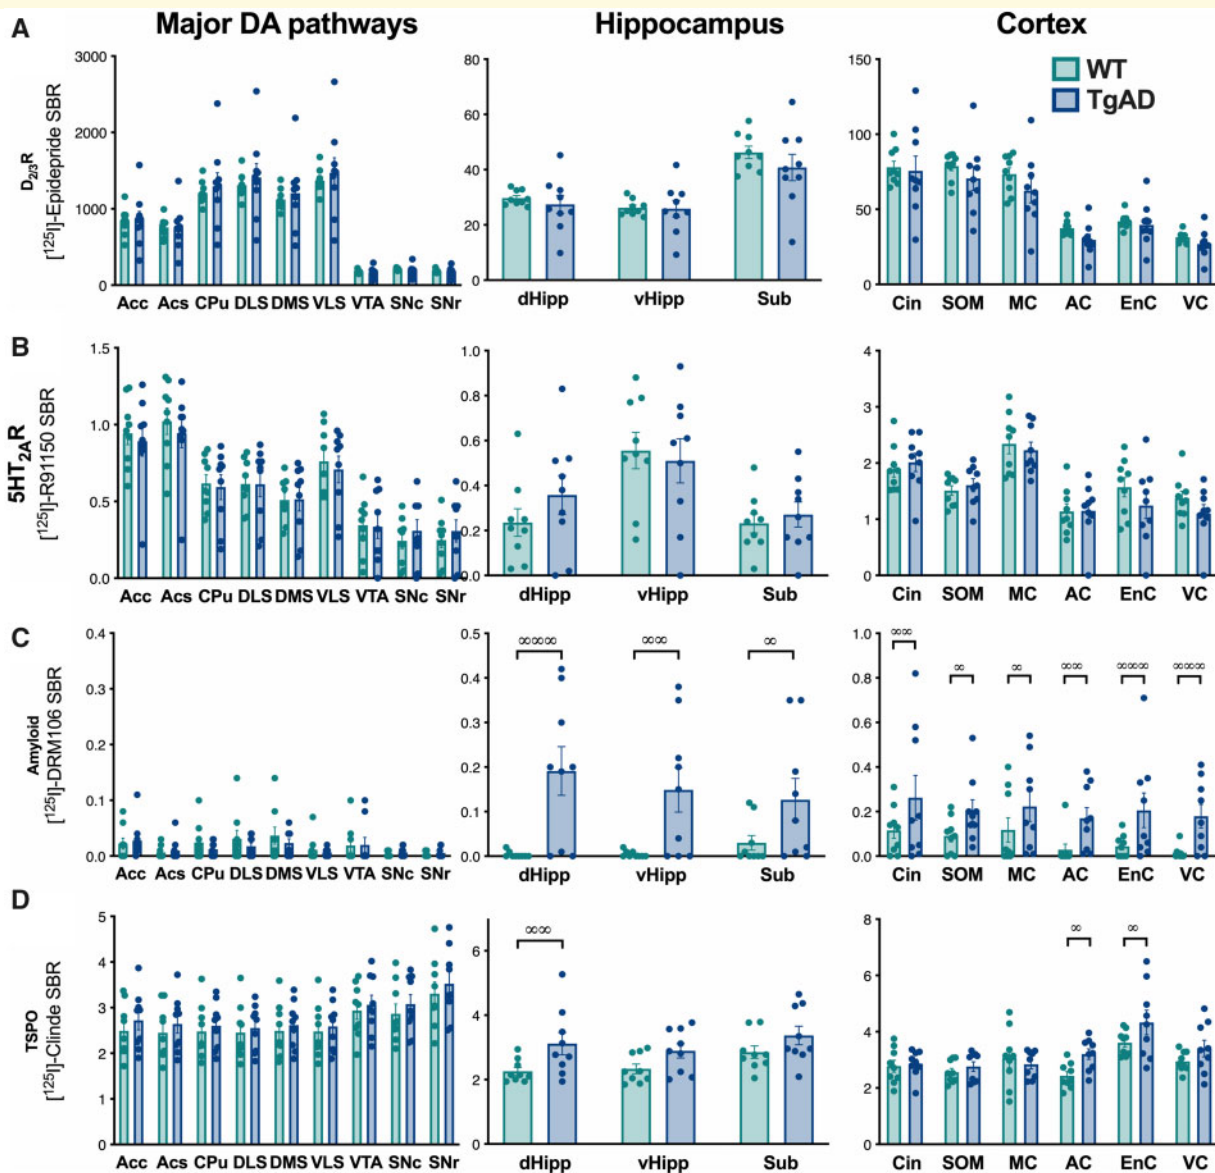 Major DA pathways
Hippocampus
Cortex
A
D2/3R
[125I]-Epidepride SBR
3000
2000
1000
0
Acc Acs CPu DLS DMS VLS VTA SNc SNr
80
60
40
20
0
dHipp vHipp Sub
150
100
50
0
Cin SOM MC AC EnC VC
WT
TgAD
B
5HT2AR
[125I]-R91150 SBR
1.5
1.0
0.5
0.0
Acc Acs CPu DLS DMS VLS VTA SNc SNr
1.0
0.8
0.6
0.4
0.2
0.0
dHipp vHipp Sub
4
3
2
1
0
Cin SOM MC AC EnC VC
C
Amyloid
[125I]-DRM106 SBR
0.4
0.3
0.2
0.1
0.0
Acc Acs CPu DLS DMS VLS VTA SNc SNr
0.5
0.4
0.3
0.2
0.1
0.0
∞∞∞ ∞∞ ∞
dHipp vHipp Sub
1.0
0.8
0.6
0.4
0.2
0.0
∞∞ ∞ ∞ ∞∞ ∞∞∞ ∞∞∞
Cin SOM MC AC EnC VC
D
TSPO
[125I]-Clinde SBR
5
4
3
2
1
0
Acc Acs CPu DLS DMS VLS VTA SNc SNr
6
4
2
0
∞∞
dHipp vHipp Sub
8
6
4
2
0
∞ ∞
Cin SOM MC AC EnC VC